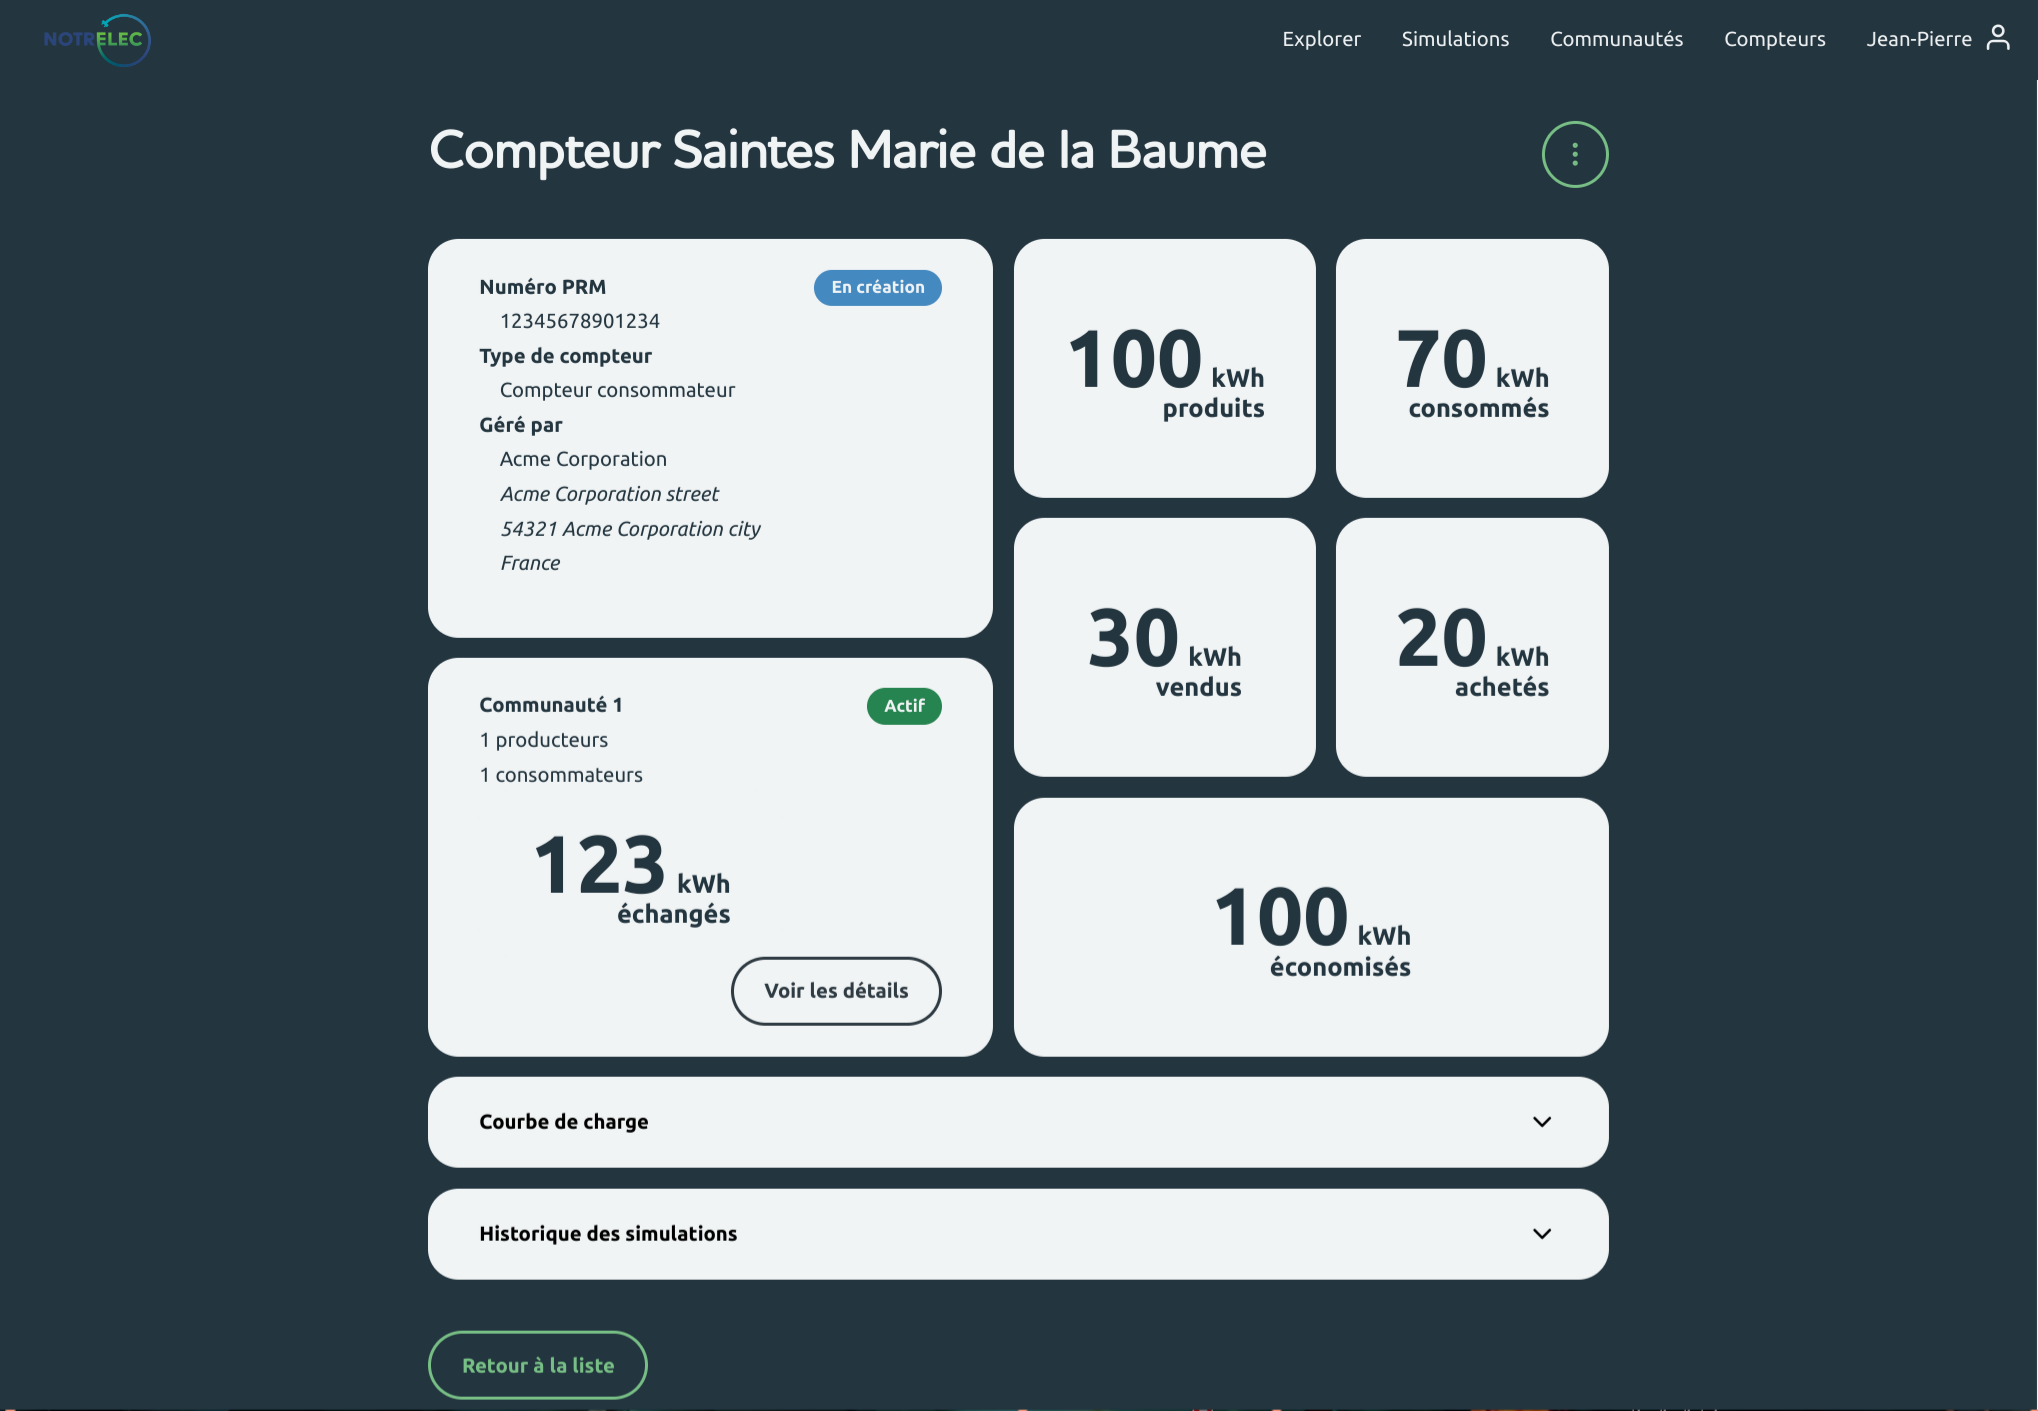 NOTRELEC
Explorer
Simulations
Communautés
Compteurs
Jean-Pierre
Compteur Saintes Marie de la Baume
Numéro PRM
En création
12345678901234
Type de compteur
Compteur consommateur
Géré par
Acme Corporation
Acme Corporation street
54321 Acme Corporation city
France
100 kWh
produits
70 kWh
consommés
30 kWh
vendus
20 kWh
achetés
Communauté 1
Actif
1 producteurs
1 consommateurs
123 kWh
échangés
Voir les détails
100 kWh
économisés
Courbe de charge
Historique des simulations
Retour à la liste